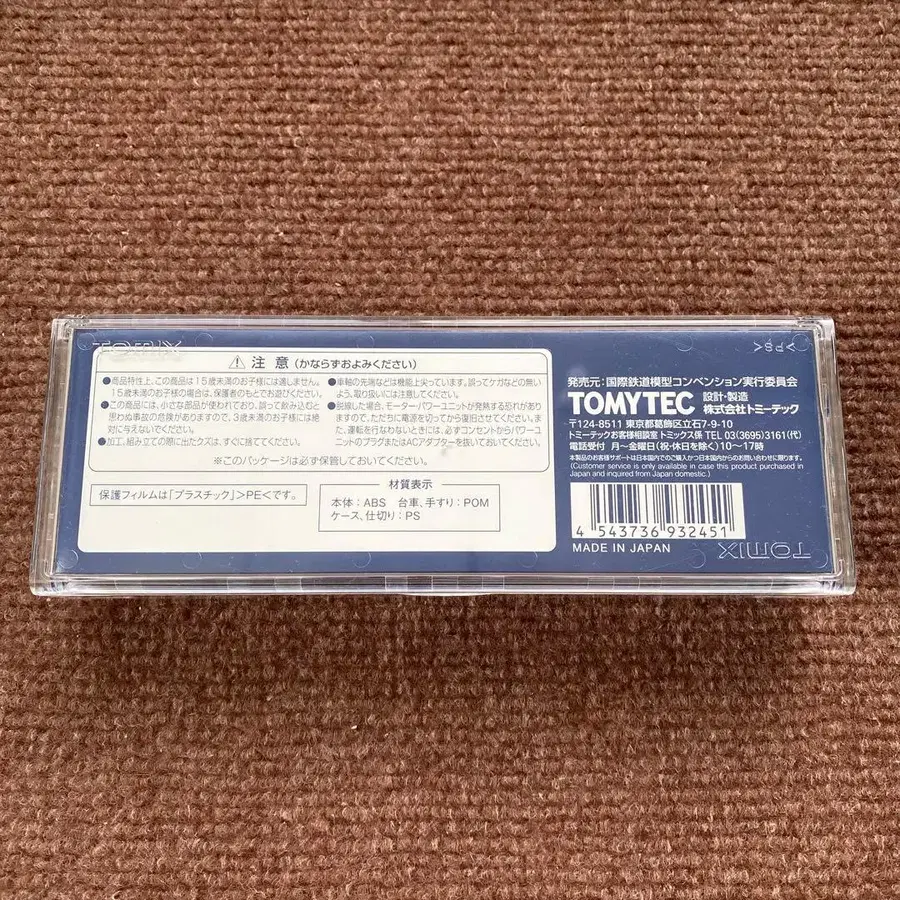 TOMIX
>PS<
⚠ 注意 (かならずおよみください)
●商品特性上、この商品は15歳未満のお子様には適しません。
15歳未満のお子様の場合は、保護者のもとでお遊びください。
●この商品には、小さな部品が使われており、誤って飲み込むと
思わぬ事故の危険がありますので、3歳未満のお子様には絶
対に与えないでください。
●加工、組み立ての際に出たクズは、すぐに捨ててください。
●車軸の先端などは機能上尖っています。誤ってケガなどの無い
よう、取り扱いには注意してください。
●脱線した場合、モーター・パワーユニットが発熱する恐れがあり
ますので、ただちに電源を切ってから復旧させてください。ま
た、運転を行なわないときには、必ずコンセントからパワーユ
ニットのプラグまたはACアダプターを抜いておいてください。
※このパッケージは必ず保管しておいてください。
保護フィルムは「プラスチック」>PE<です。
材質表示
本体:ABS 台車、手すり:POM
ケース、仕切り:PS
発売元:国際鉄道模型コンベンション実行委員会
TOMYTEC 設計・製造 株式会社トミーテック
〒124-8511 東京都葛飾区立石7-9-10
トミーテックお客様相談室 トミックス係 TEL 03(3695)3161(代)
電話受付 月〜金曜日(祝・休日を除く)10〜17時
本製品のお客様サポートは日本国内でのご購入かつ日本国内からのお問い合わせに限ります。
(Customer service is only available in case this product purchased in
Japan and inquired from Japan domestic.)
4 543736 932451
MADE IN JAPAN
TOMIX